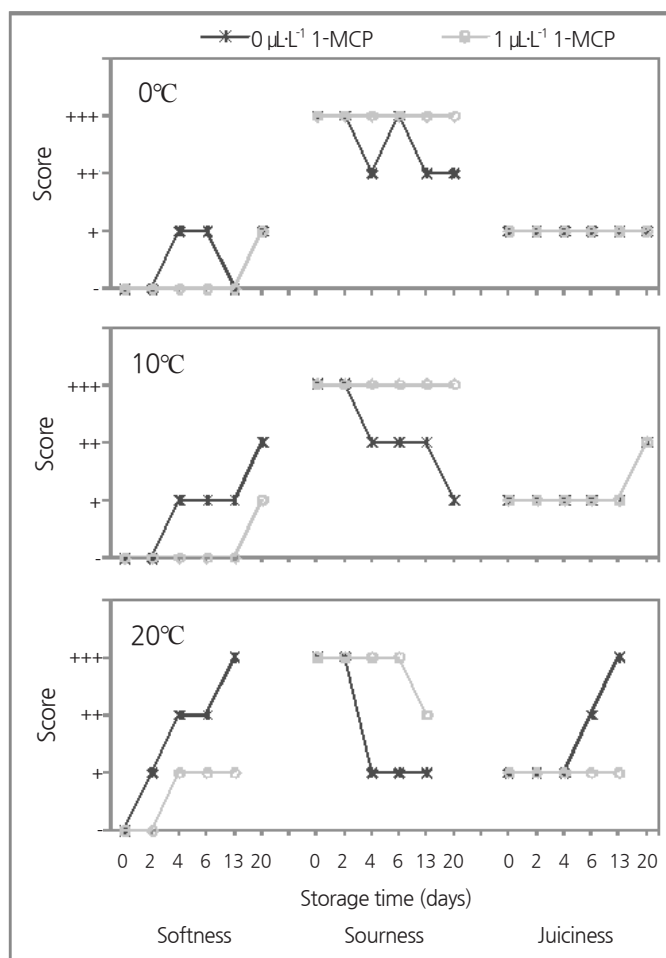 0 µL·L⁻¹ 1-MCP 1 µL·L⁻¹ 1-MCP
0℃
Score
+++
++
+
-
10℃
Score
+++
++
+
-
20℃
Score
+++
++
+
-
0 2 4 6 13 20 0 2 4 6 13 20 0 2 4 6 13 20
Storage time (days)
Softness Sourness Juiciness